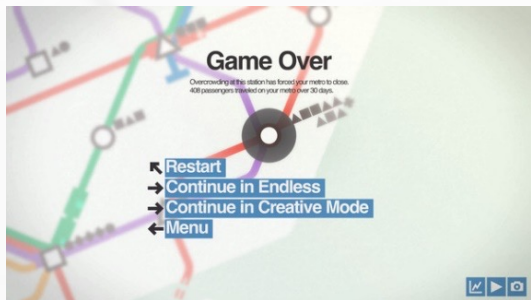 Game Over
Overcrowding at this station has forced your metro to close.
408 passengers traveled on your metro over 30 days.
Restart
Continue in Endless
Continue in Creative Mode
Menu